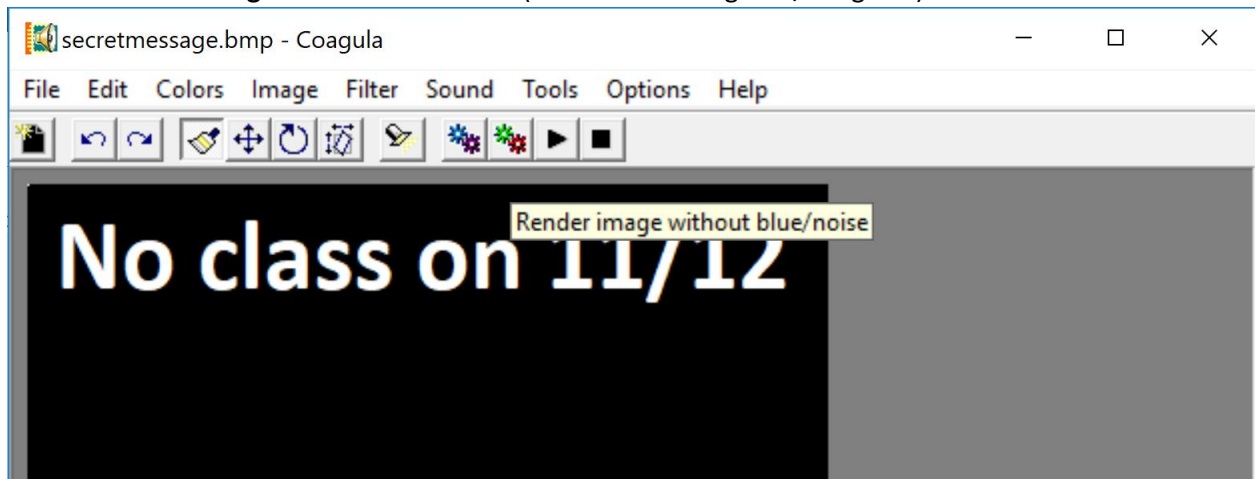 secretmessage.bmp - Coagula
File Edit Colors Image Filter Sound Tools Options Help
Render image without blue/noise
No class on 11/12